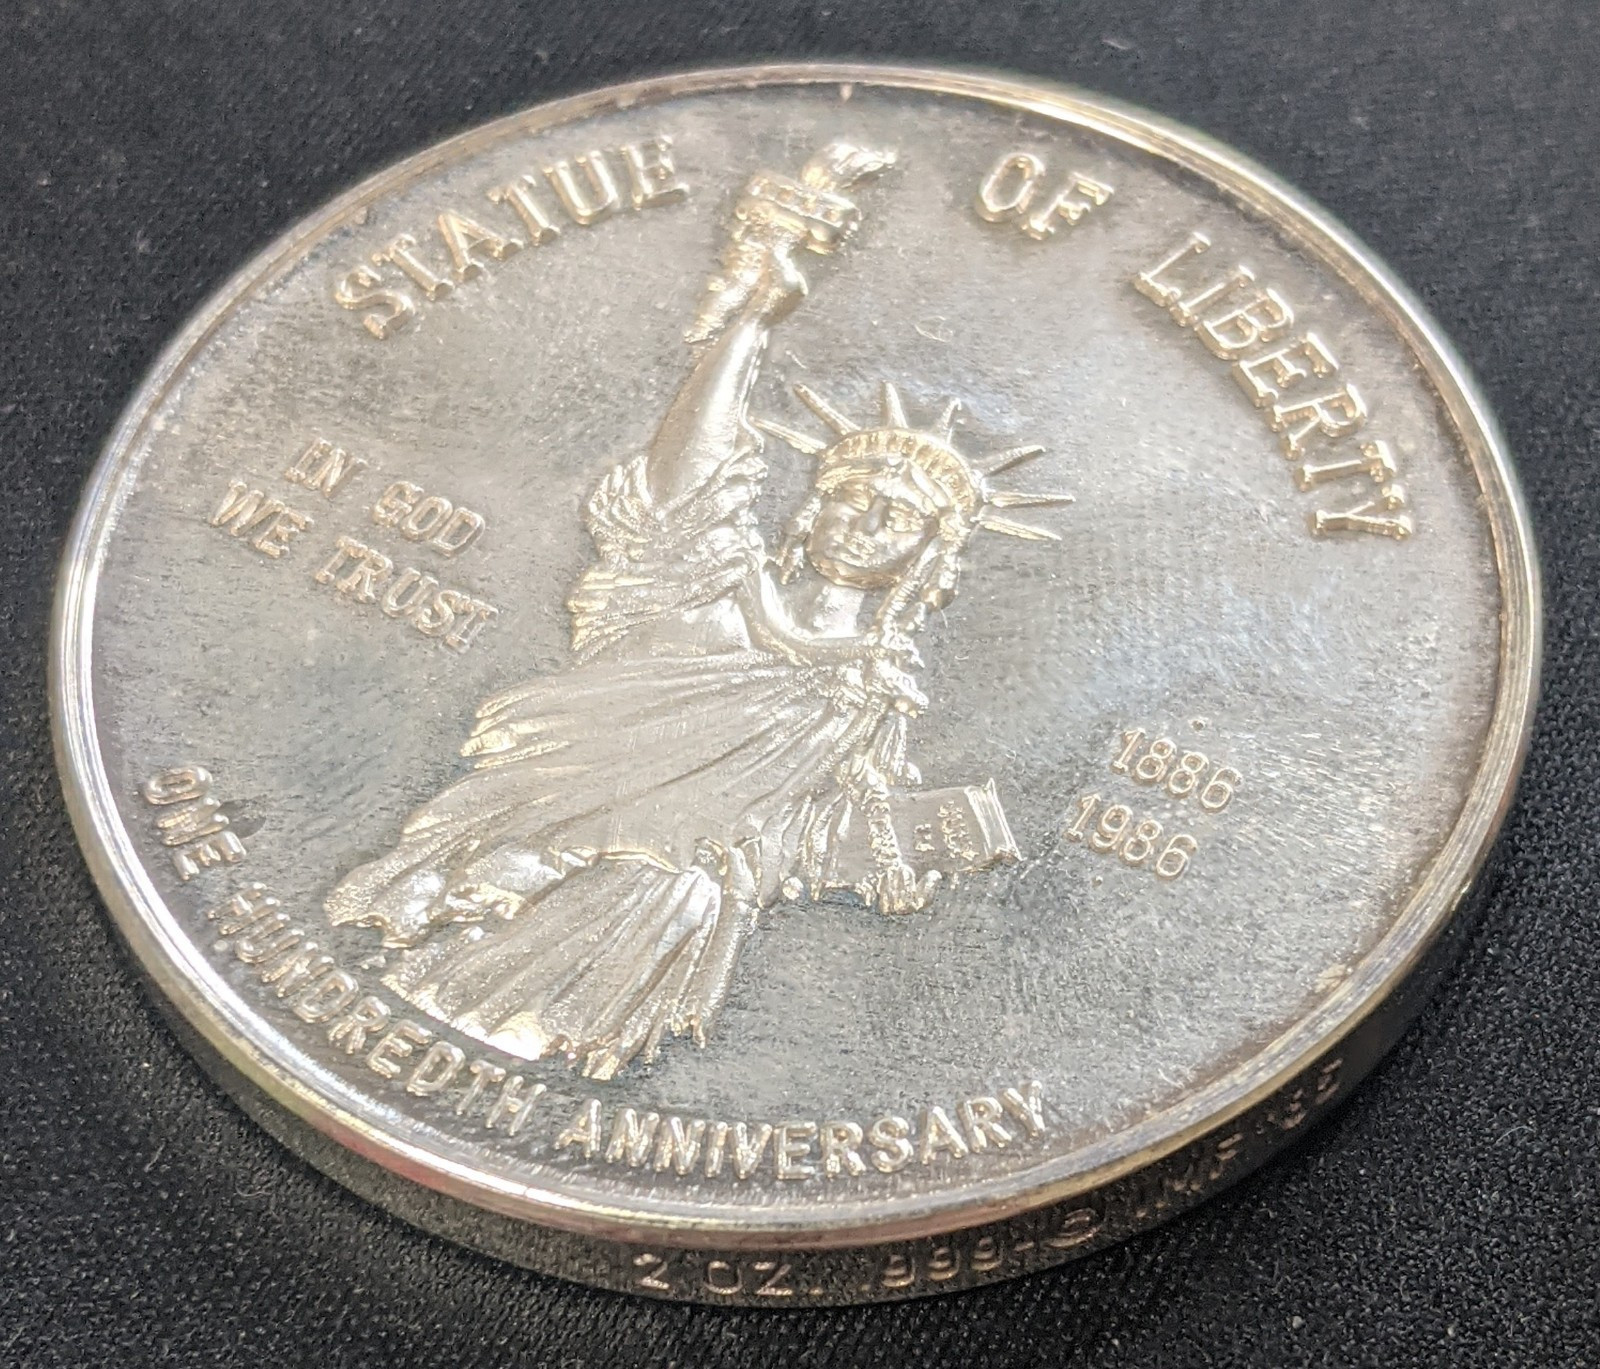 STATUE OF LIBERTY
IN GOD
WE TRUST
1886
1986
ONE HUNDREDTH ANNIVERSARY
2 OZ. .999